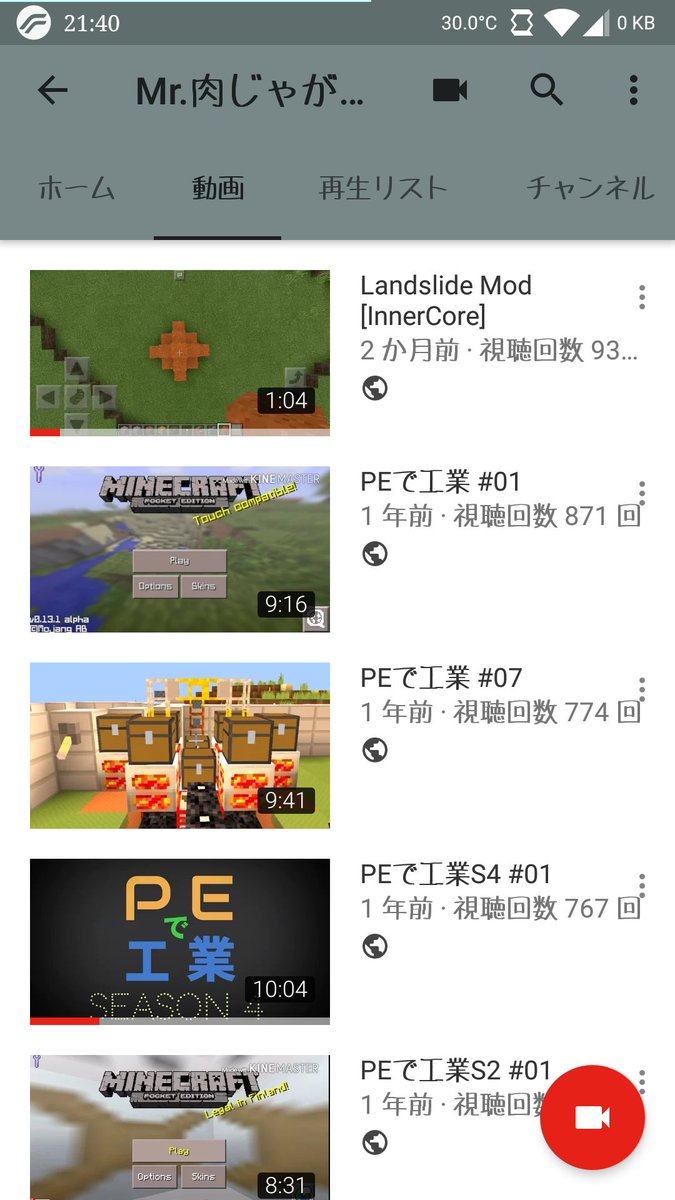 21:40
30.0°C
0 KB
Mr.肉じゃが...
ホーム
動画
再生リスト
チャンネル
1:04
Landslide Mod
[InnerCore]
2 か月前・視聴回数 93...
KINEMASTER
MINECRAFT
POCKET EDITION
Touch compatible!
Play
Options
Skins
v0.13.1 alpha
©Mojang AB
9:16
PEで工業 #01
1 年前・視聴回数 871 回
9:41
PEで工業 #07
1 年前・視聴回数 774 回
PE
で
工業
SEASON 4
10:04
PEで工業S4 #01
1 年前・視聴回数 767 回
KINEMASTER
MINECRAFT
POCKET EDITION
Legal in Finland!
Play
Options
Skins
8:31
PEで工業S2 #01
1 年前・視聴回数